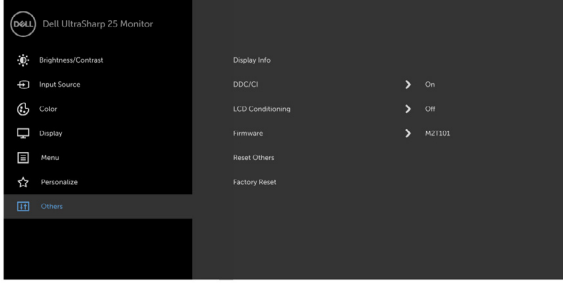 DELL
Dell UltraSharp 25 Monitor
Brightness/Contrast
Display Info
Input Source
DDC/CI
On
Color
LCD Conditioning
Off
Display
Firmware
M2T101
Menu
Reset Others
Personalize
Factory Reset
Others